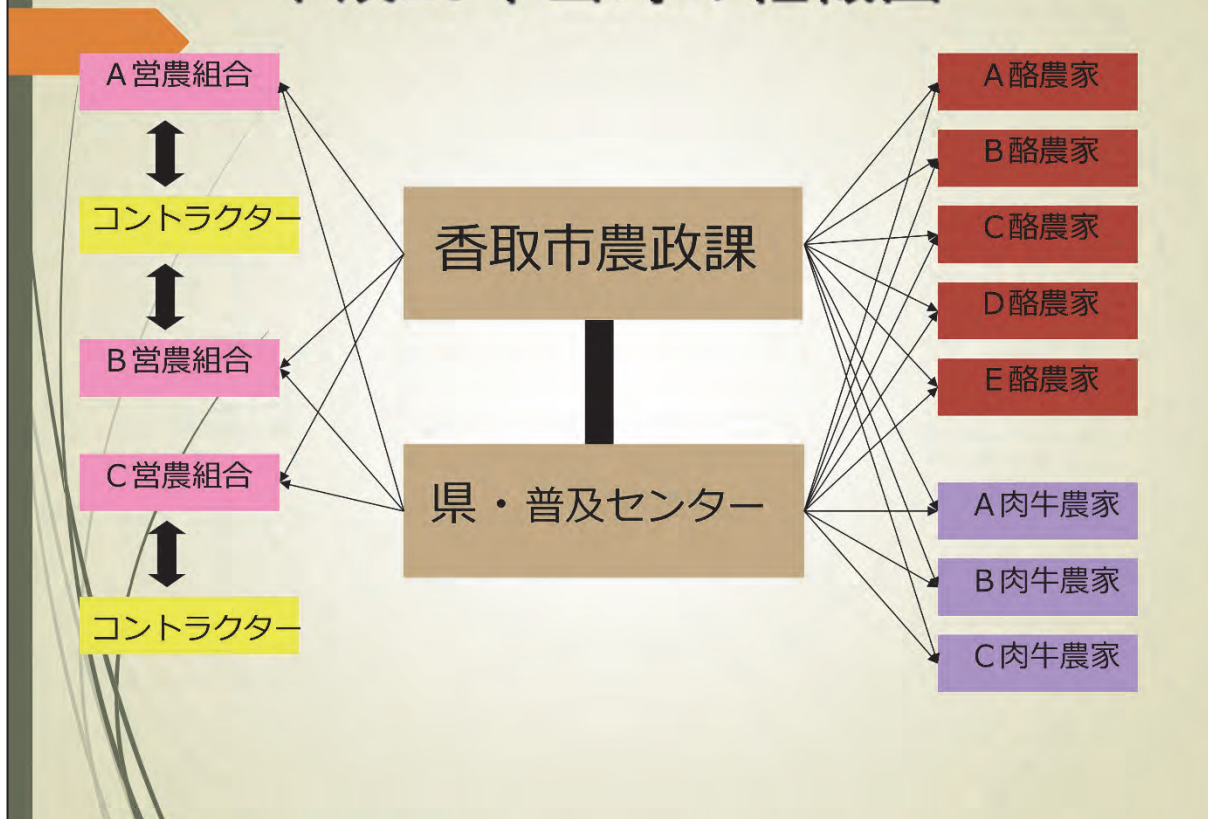 A営農組合
コントラクター
B営農組合
C営農組合
コントラクター
香取市農政課
県・普及センター
A酪農家
B酪農家
C酪農家
D酪農家
E酪農家
A肉牛農家
B肉牛農家
C肉牛農家